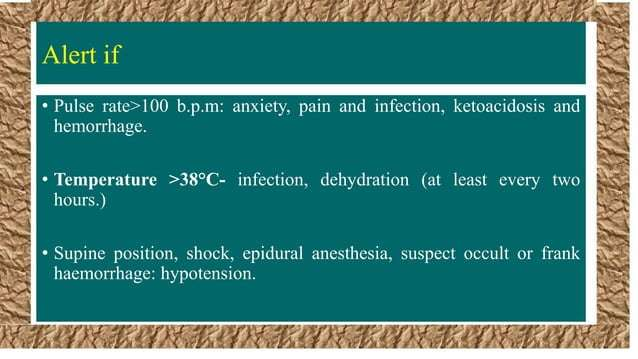 Alert if
• Pulse rate>100 b.p.m: anxiety, pain and infection, ketoacidosis and
hemorrhage.
• Temperature >38°C- infection, dehydration (at least every two
hours.)
• Supine position, shock, epidural anesthesia, suspect occult or frank
haemorrhage: hypotension.